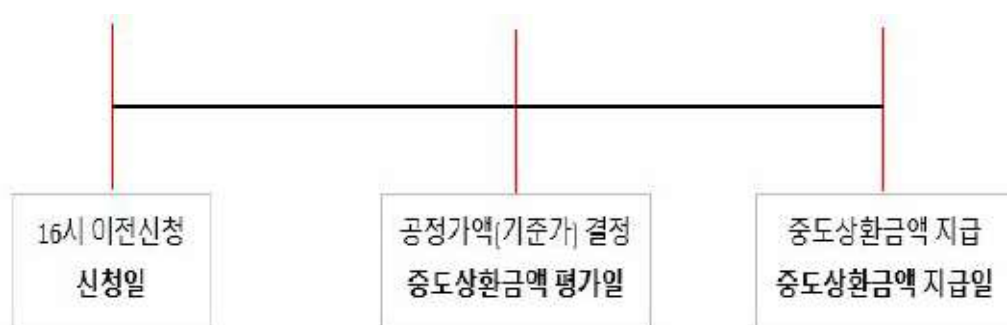 16시 이전신청
신청일
공정가액(기준가) 결정
중도상환금액 평가일
중도상환금액 지급
중도상환금액 지급일